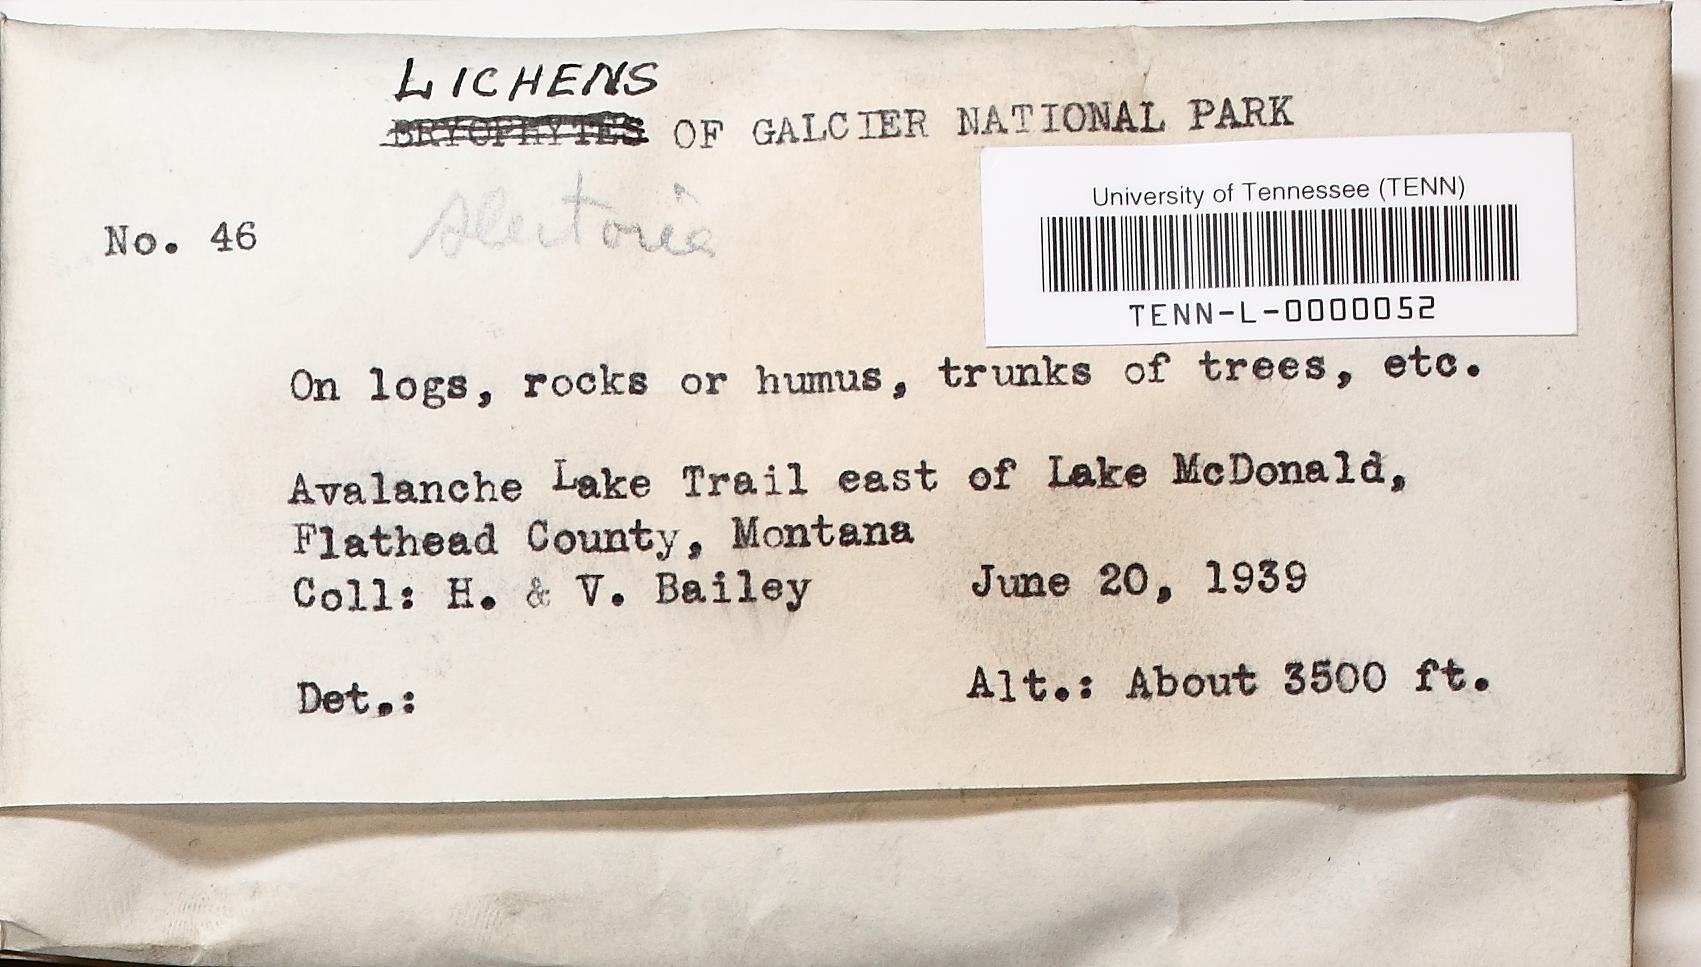 LICHENS
BRYOPHYTES OF GALCIER NATIONAL PARK
University of Tennessee (TENN)
No. 46
Alectoria
TENN-L-0000052
On logs, rocks or humus, trunks of trees, etc.
Avalanche Lake Trail east of Lake McDonald,
Flathead County, Montana
Coll: H. & V. Bailey June 20, 1939
Det.: Alt.: About 3500 ft.